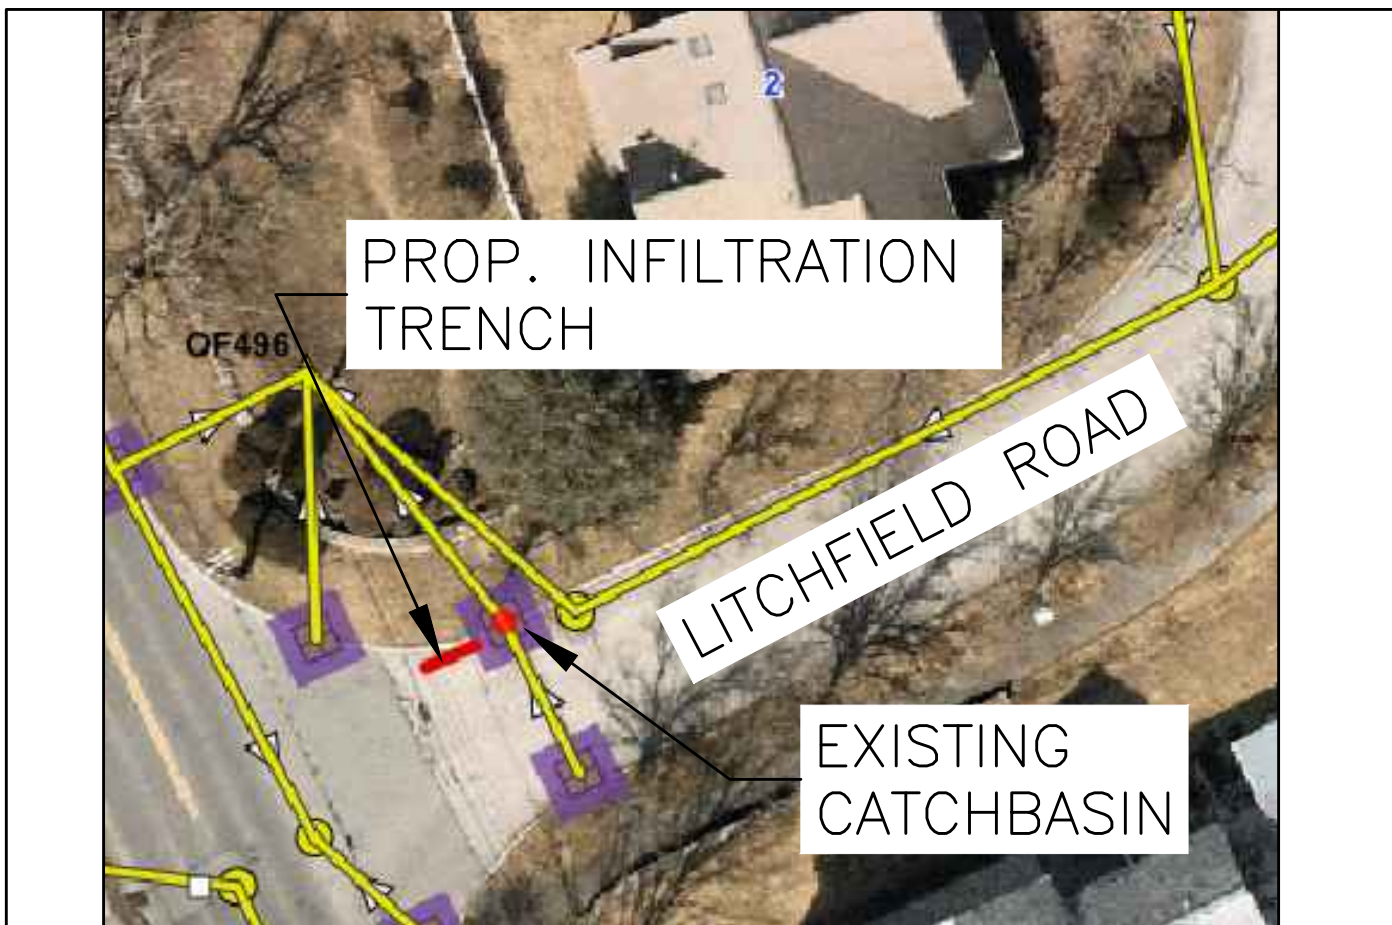 2
PROP. INFILTRATION
TRENCH
OF496
LITCHFIELD ROAD
EXISTING
CATCHBASIN